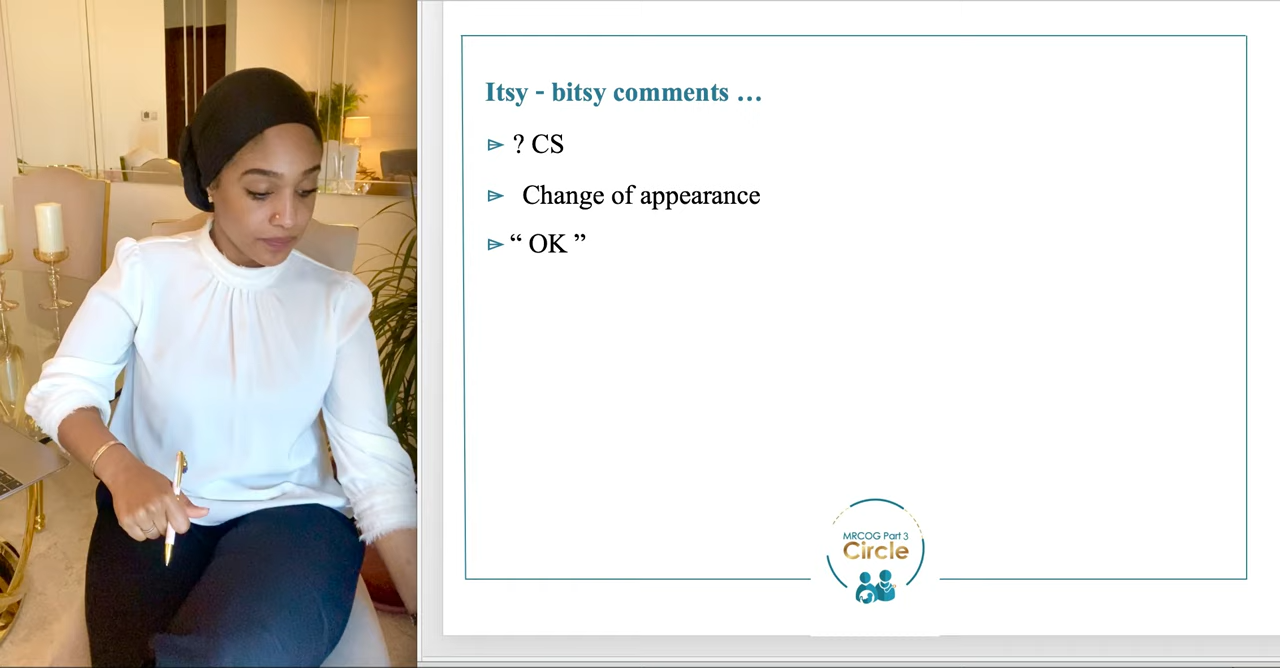 Itsy - bitsy comments …
? CS
Change of appearance
“ OK ”
MRCOG Part 3
Circle